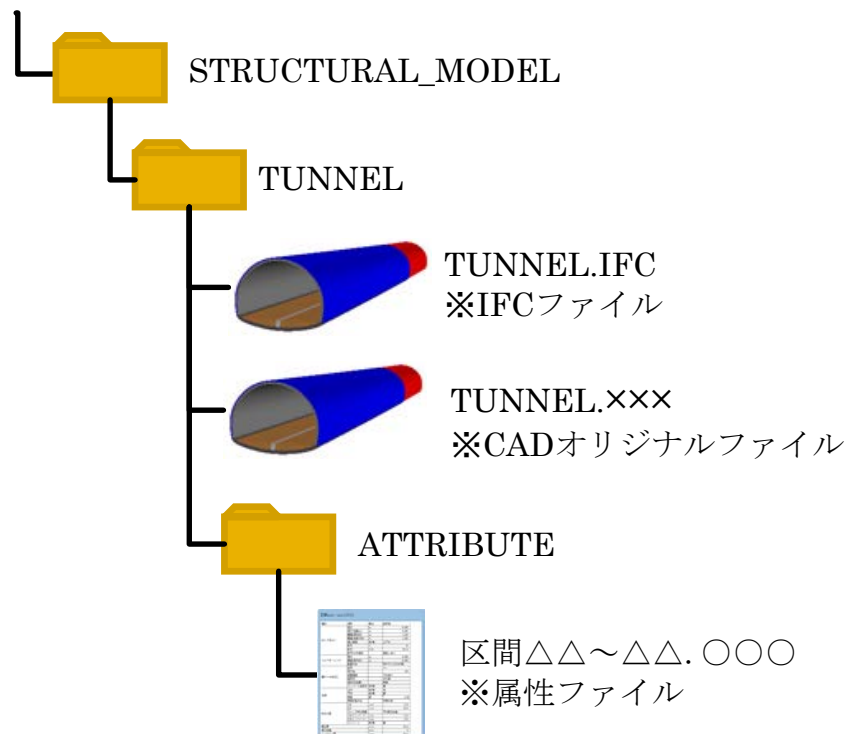 STRUCTURAL_MODEL
TUNNEL
TUNNEL.IFC
※IFCファイル
TUNNEL.×××
※CADオリジナルファイル
ATTRIBUTE
区間△△～△△.○○○
※属性ファイル